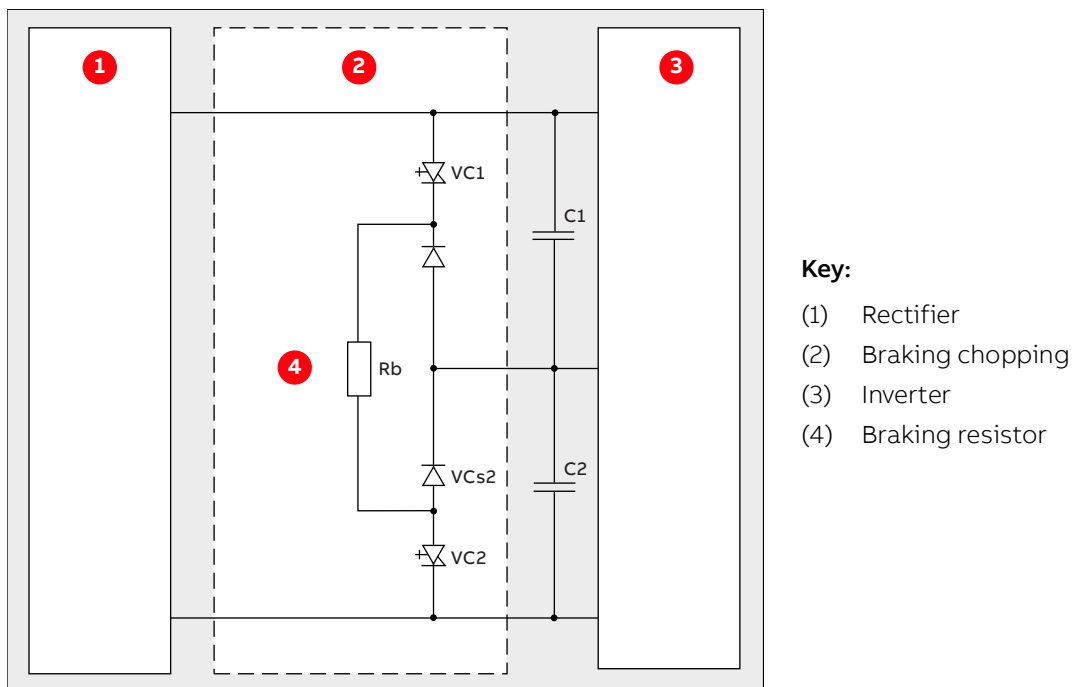 1
2
3
VC1
C1
4
Rb
VCs2
C2
VC2
Key:
(1) Rectifier
(2) Braking chopping
(3) Inverter
(4) Braking resistor